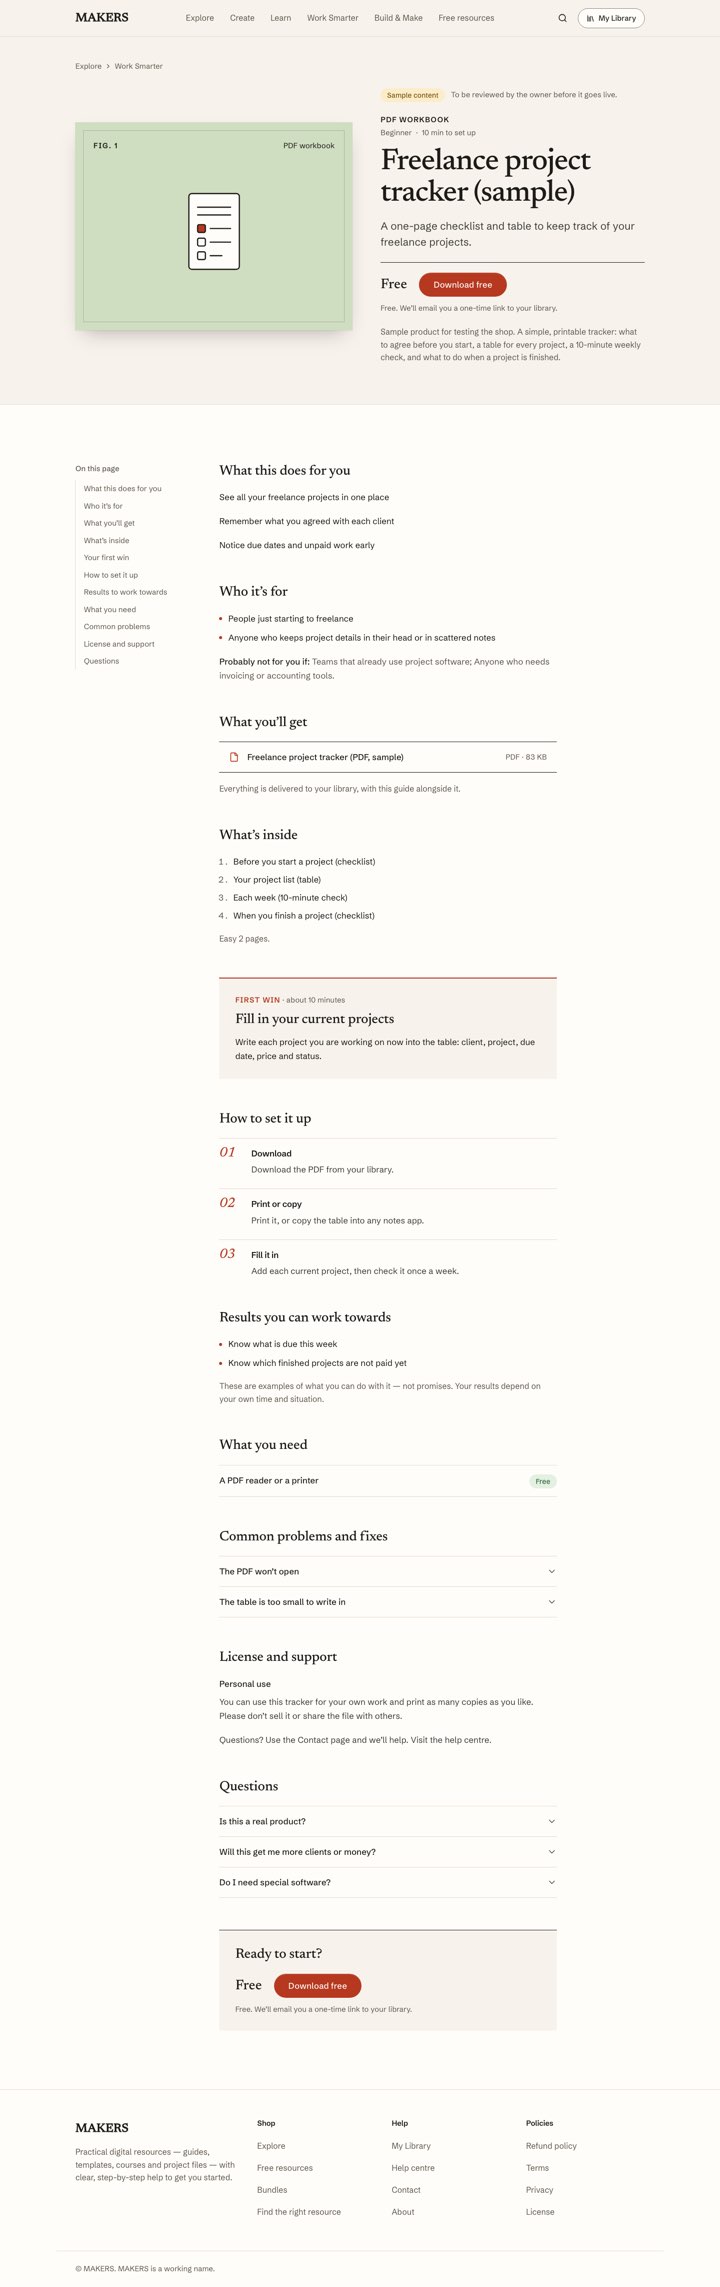 MAKERS
Explore
Create
Learn
Work Smarter
Build & Make
Free resources
My Library
Explore > Work Smarter
Sample content
To be reviewed by the owner before it goes live.
FIG. 1
PDF workbook
PDF WORKBOOK
Beginner · 10 min to set up
Freelance project
tracker (sample)
A one-page checklist and table to keep track of your
freelance projects.
Free
Download free
Free. We'll email you a one-time link to your library.
Sample product for testing the shop. A simple, printable tracker: what
to agree before you start, a table for every project, a 10-minute weekly
check, and what to do when a project is finished.
On this page
What this does for you
Who it's for
What you'll get
What's inside
Your first win
How to set it up
Results to work towards
What you need
Common problems
License and support
Questions
What this does for you
See all your freelance projects in one place
Remember what you agreed with each client
Notice due dates and unpaid work early
Who it's for
• People just starting to freelance
• Anyone who keeps project details in their head or in scattered notes
Probably not for you if: Teams that already use project software; Anyone who needs
invoicing or accounting tools.
What you'll get
Freelance project tracker (PDF, sample)
PDF · 83 KB
Everything is delivered to your library, with this guide alongside it.
What's inside
1. Before you start a project (checklist)
2. Your project list (table)
3. Each week (10-minute check)
4. When you finish a project (checklist)
Easy 2 pages.
FIRST WIN · about 10 minutes
Fill in your current projects
Write each project you are working on now into the table: client, project, due
date, price and status.
How to set it up
01
Download
Download the PDF from your library.
02
Print or copy
Print it, or copy the table into any notes app.
03
Fill it in
Add each current project, then check it once a week.
Results you can work towards
• Know what is due this week
• Know which finished projects are not paid yet
These are examples of what you can do with it — not promises. Your results depend on
your own time and situation.
What you need
A PDF reader or a printer
Free
Common problems and fixes
The PDF won't open
The table is too small to write in
License and support
Personal use
You can use this tracker for your own work and print as many copies as you like.
Please don't sell it or share the file with others.
Questions? Use the Contact page and we'll help. Visit the help centre.
Questions
Is this a real product?
Will this get me more clients or money?
Do I need special software?
Ready to start?
Free
Download free
Free. We'll email you a one-time link to your library.
MAKERS
Practical digital resources — guides,
templates, courses and project files — with
clear, step-by-step help to get you started.
Shop
Explore
Free resources
Bundles
Find the right resource
Help
My Library
Help centre
Contact
About
Policies
Refund policy
Terms
Privacy
License
© MAKERS. MAKERS is a working name.